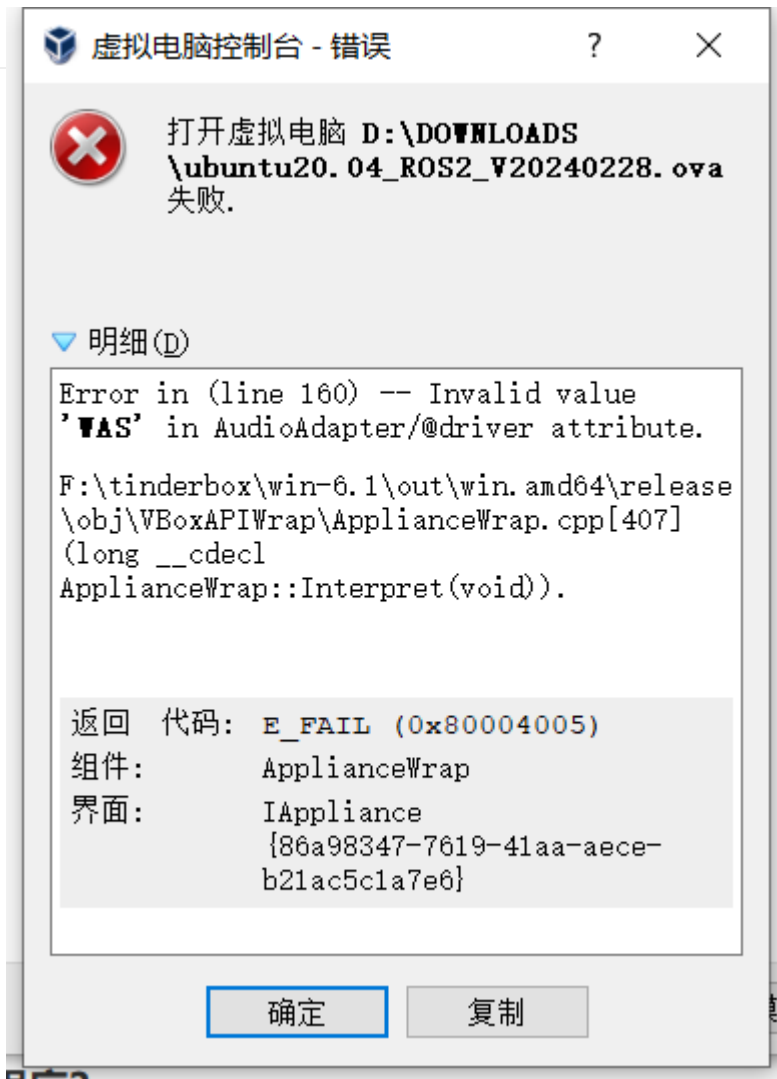 虚拟电脑控制台 - 错误
?
打开虚拟电脑 D:\DOWNLOADS
\ubuntu20.04_ROS2_V20240228.ova
失败.
明细(D)
Error in (line 160) -- Invalid value
'WAS' in AudioAdapter/@driver attribute.
F:\tinderbox\win-6.1\out\win.amd64\release
\obj\VBoxAPIWrap\ApplianceWrap.cpp[407]
(long __cdecl
ApplianceWrap::Interpret(void)).
返回 代码: E_FAIL (0x80004005)
组件: ApplianceWrap
界面: IAppliance
{86a98347-7619-41aa-aece-
b21ac5c1a7e6}
确定
复制